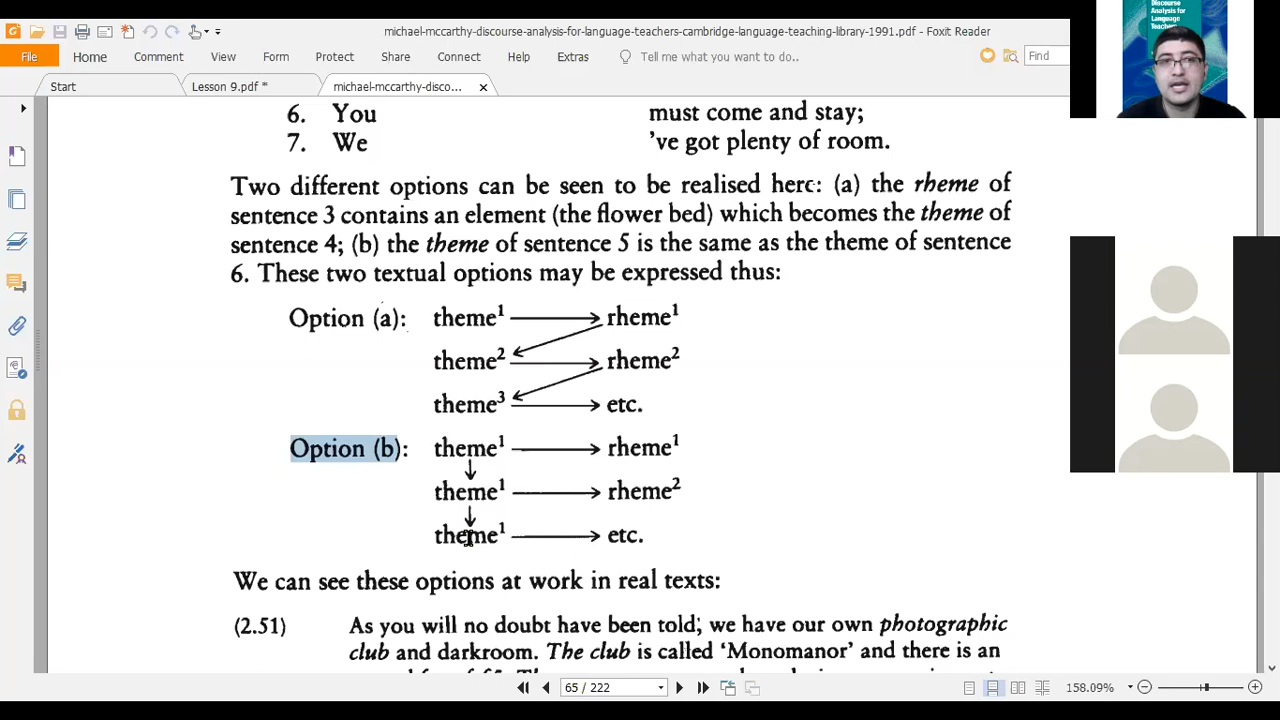 michael-mccarthy-discourse-analysis-for-language-teachers-cambridge-language-teaching-library-1991.pdf - Foxit Reader
Discourse
Analysis for
Language
Teachers
File Home Comment View Form Protect Share Connect Help Extras Tell me what you want to do.. Find
Start Lesson 9.pdf * michael-mccarthy-disco...
6. You must come and stay;
7. We 've got plenty of room.
Two different options can be seen to be realised here: (a) the rheme of
sentence 3 contains an element (the flower bed) which becomes the theme of
sentence 4; (b) the theme of sentence 5 is the same as the theme of sentence
6. These two textual options may be expressed thus:
Option (a): theme¹ rheme¹
theme² rheme²
theme³ etc.
Option (b): theme¹ rheme¹
theme¹ rheme²
theme¹ etc.
We can see these options at work in real texts:
(2.51) As you will no doubt have been told, we have our own photographic
club and darkroom. The club is called 'Monomanor' and there is an
65 / 222 158.09%